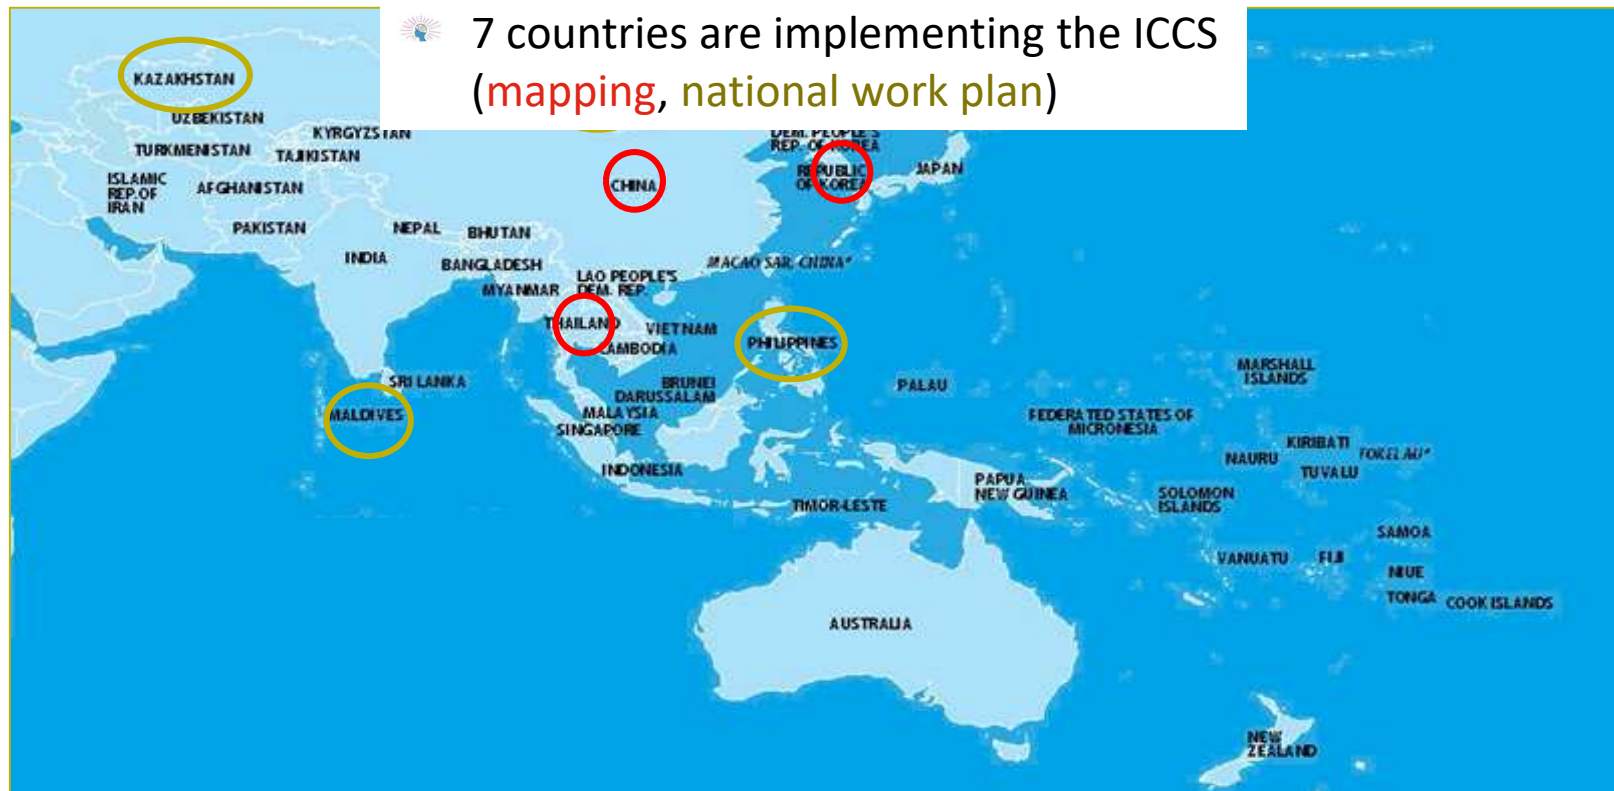 7 countries are implementing the ICCS
(mapping, national work plan)
KAZAKHSTAN
UZBEKISTAN
KYRGYZSTAN
TURKMENISTAN
TAJIKISTAN
ISLAMIC
REP.OF
IRAN
AFGHANISTAN
PAKISTAN
NEPAL
BHUTAN
INDIA
BANGLADESH
MYANMAR
CHINA
DEM. PEOPLE'S
REP. OF KOREA
REPUBLIC
OF KOREA
JAPAN
MACAO SAR, CHINA*
LAO PEOPLE'S
DEM. REP.
THAILAND
VIETNAM
CAMBODIA
PHILIPPINES
SRI LANKA
MALDIVES
BRUNEI
DARUSSALAM
MALAYSIA
SINGAPORE
INDONESIA
PALAU
MARSHALL
ISLANDS
FEDERATED STATES OF
MICRONESIA
KIRIBATI
NAURU
TOKELAU*
TUVALU
PAPUA
NEW GUINEA
SOLOMON
ISLANDS
TIMOR-LESTE
SAMOA
VANUATU
FIJI
NIUE
TONGA
COOK ISLANDS
AUSTRALIA
NEW
ZEALAND